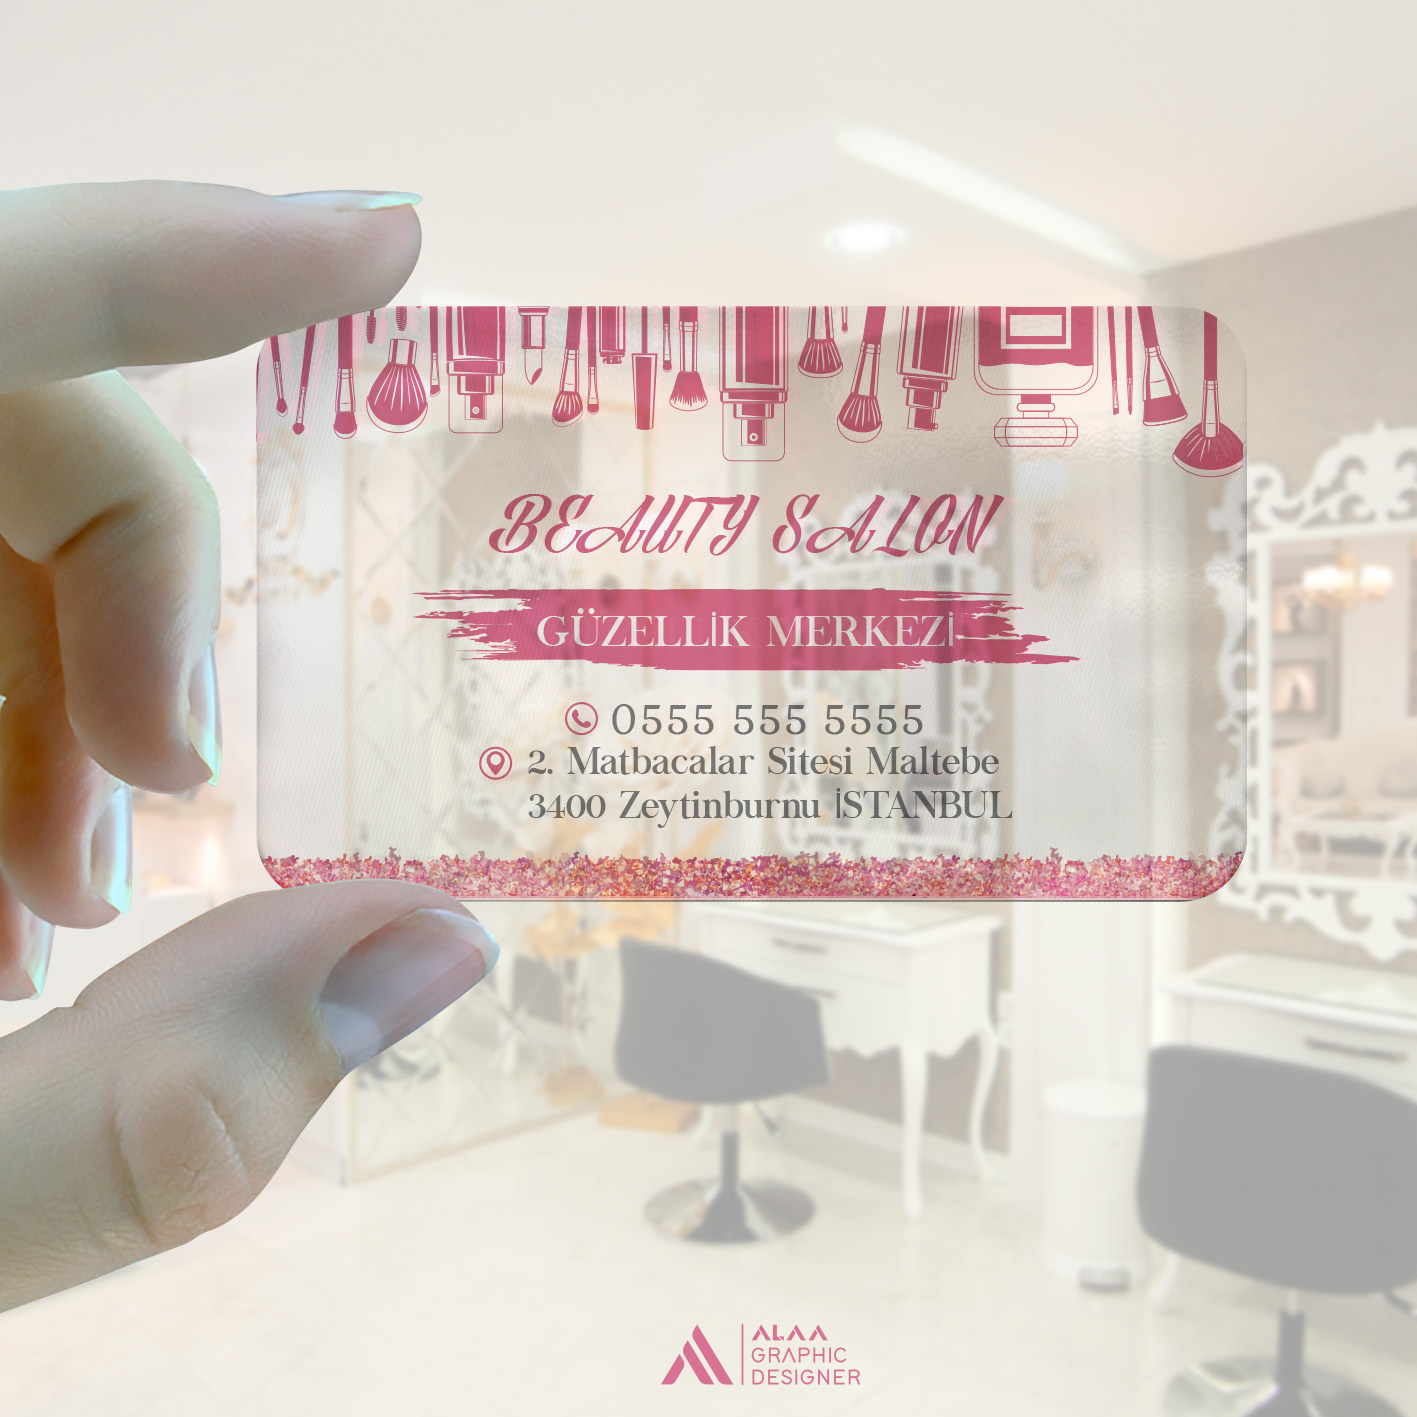 BEAUTY SALON
GÜZELLİK MERKEZİ
0555 555 5555
2. Matbacalar Sitesi Maltebe
3400 Zeytinburnu İSTANBUL
ALAA
GRAPHIC
DESIGNER